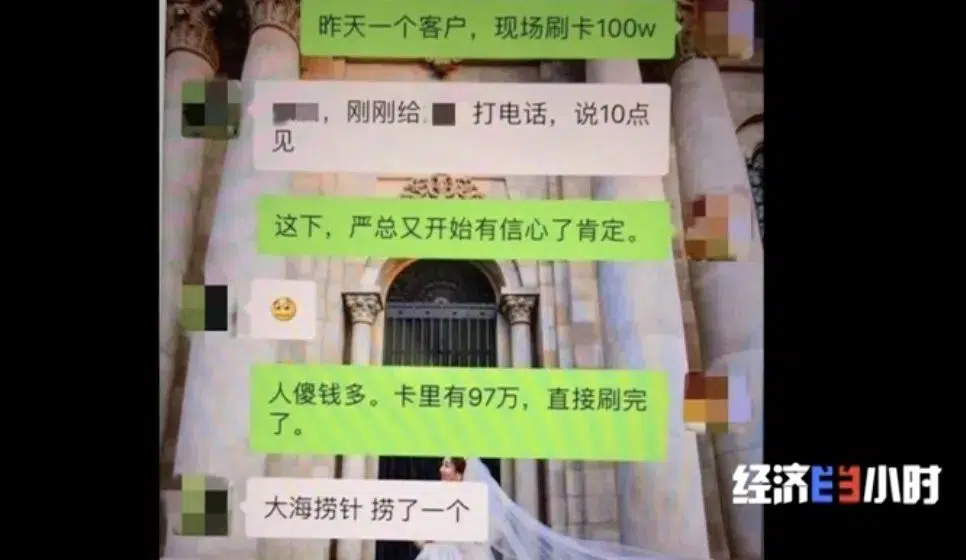 昨天一个客户，现场刷卡100w
，刚刚给 打电话，说10点
见
这下，严总又开始有信心了肯定。
人傻钱多。卡里有97万，直接刷完
了。
大海捞针 捞了一个
经济半小时